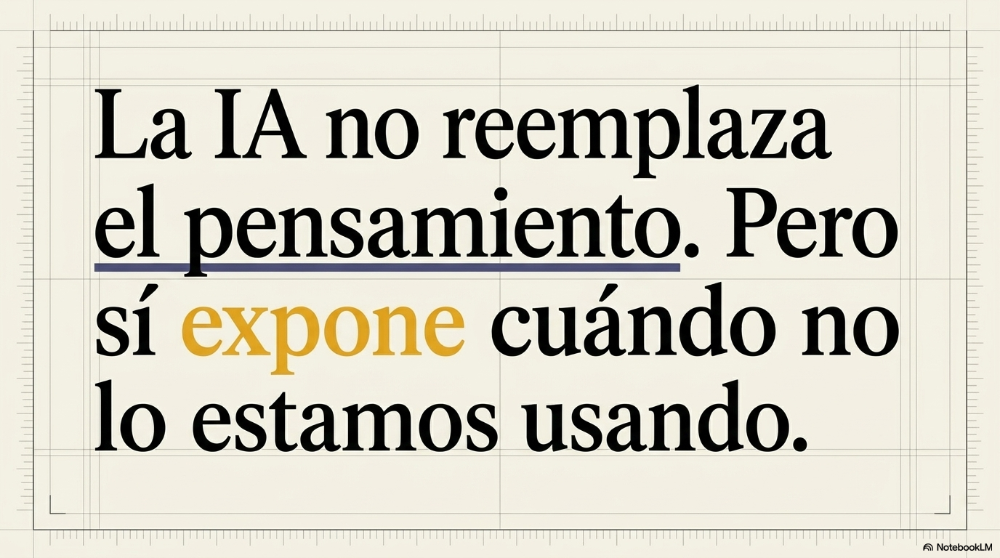 La IA no reemplaza
el pensamiento. Pero
sí expone cuándo no
lo estamos usando.
NotebookLM